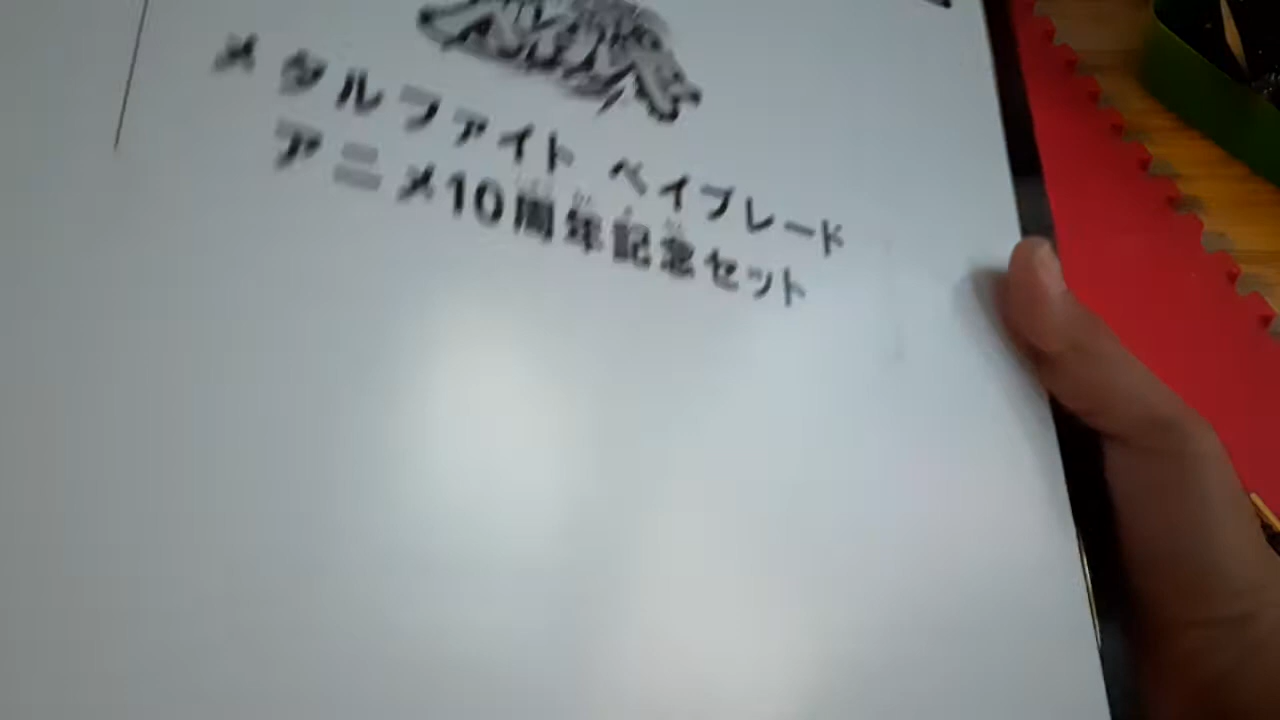 メタルファイト ベイブレード
アニメ10周年記念セット